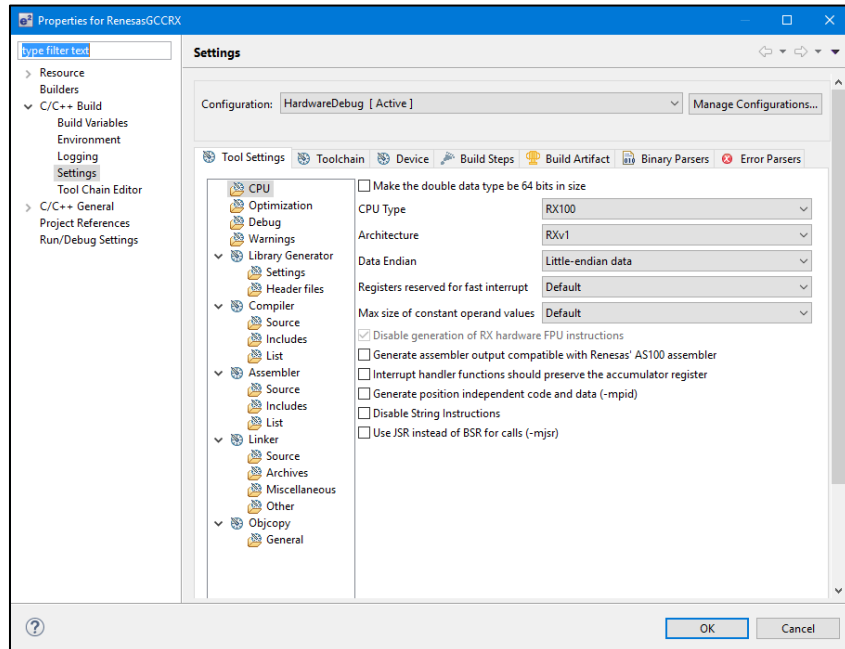 e² Properties for RenesasGCCRX
type filter text
Resource
Builders
C/C++ Build
Build Variables
Environment
Logging
Settings
Tool Chain Editor
C/C++ General
Project References
Run/Debug Settings
Settings
Configuration: HardwareDebug [ Active ] Manage Configurations...
Tool Settings Toolchain Device Build Steps Build Artifact Binary Parsers Error Parsers
CPU
Optimization
Debug
Warnings
Library Generator
Settings
Header files
Compiler
Source
Includes
List
Assembler
Source
Includes
List
Linker
Source
Archives
Miscellaneous
Other
Objcopy
General
Make the double data type be 64 bits in size
CPU Type RX100
Architecture RXv1
Data Endian Little-endian data
Registers reserved for fast interrupt Default
Max size of constant operand values Default
Disable generation of RX hardware FPU instructions
Generate assembler output compatible with Renesas' AS100 assembler
Interrupt handler functions should preserve the accumulator register
Generate position independent code and data (-mpid)
Disable String Instructions
Use JSR instead of BSR for calls (-mjsr)
? OK Cancel